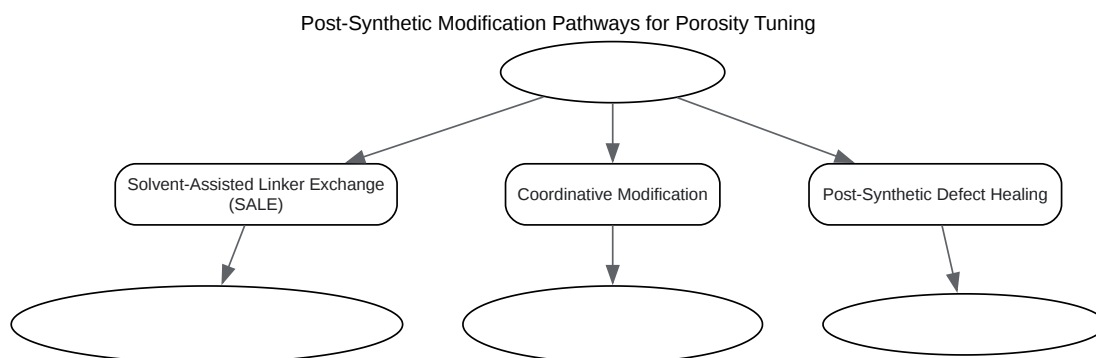 Post-Synthetic Modification Pathways for Porosity Tuning
Solvent-Assisted Linker Exchange
(SALE)
Coordinative Modification
Post-Synthetic Defect Healing